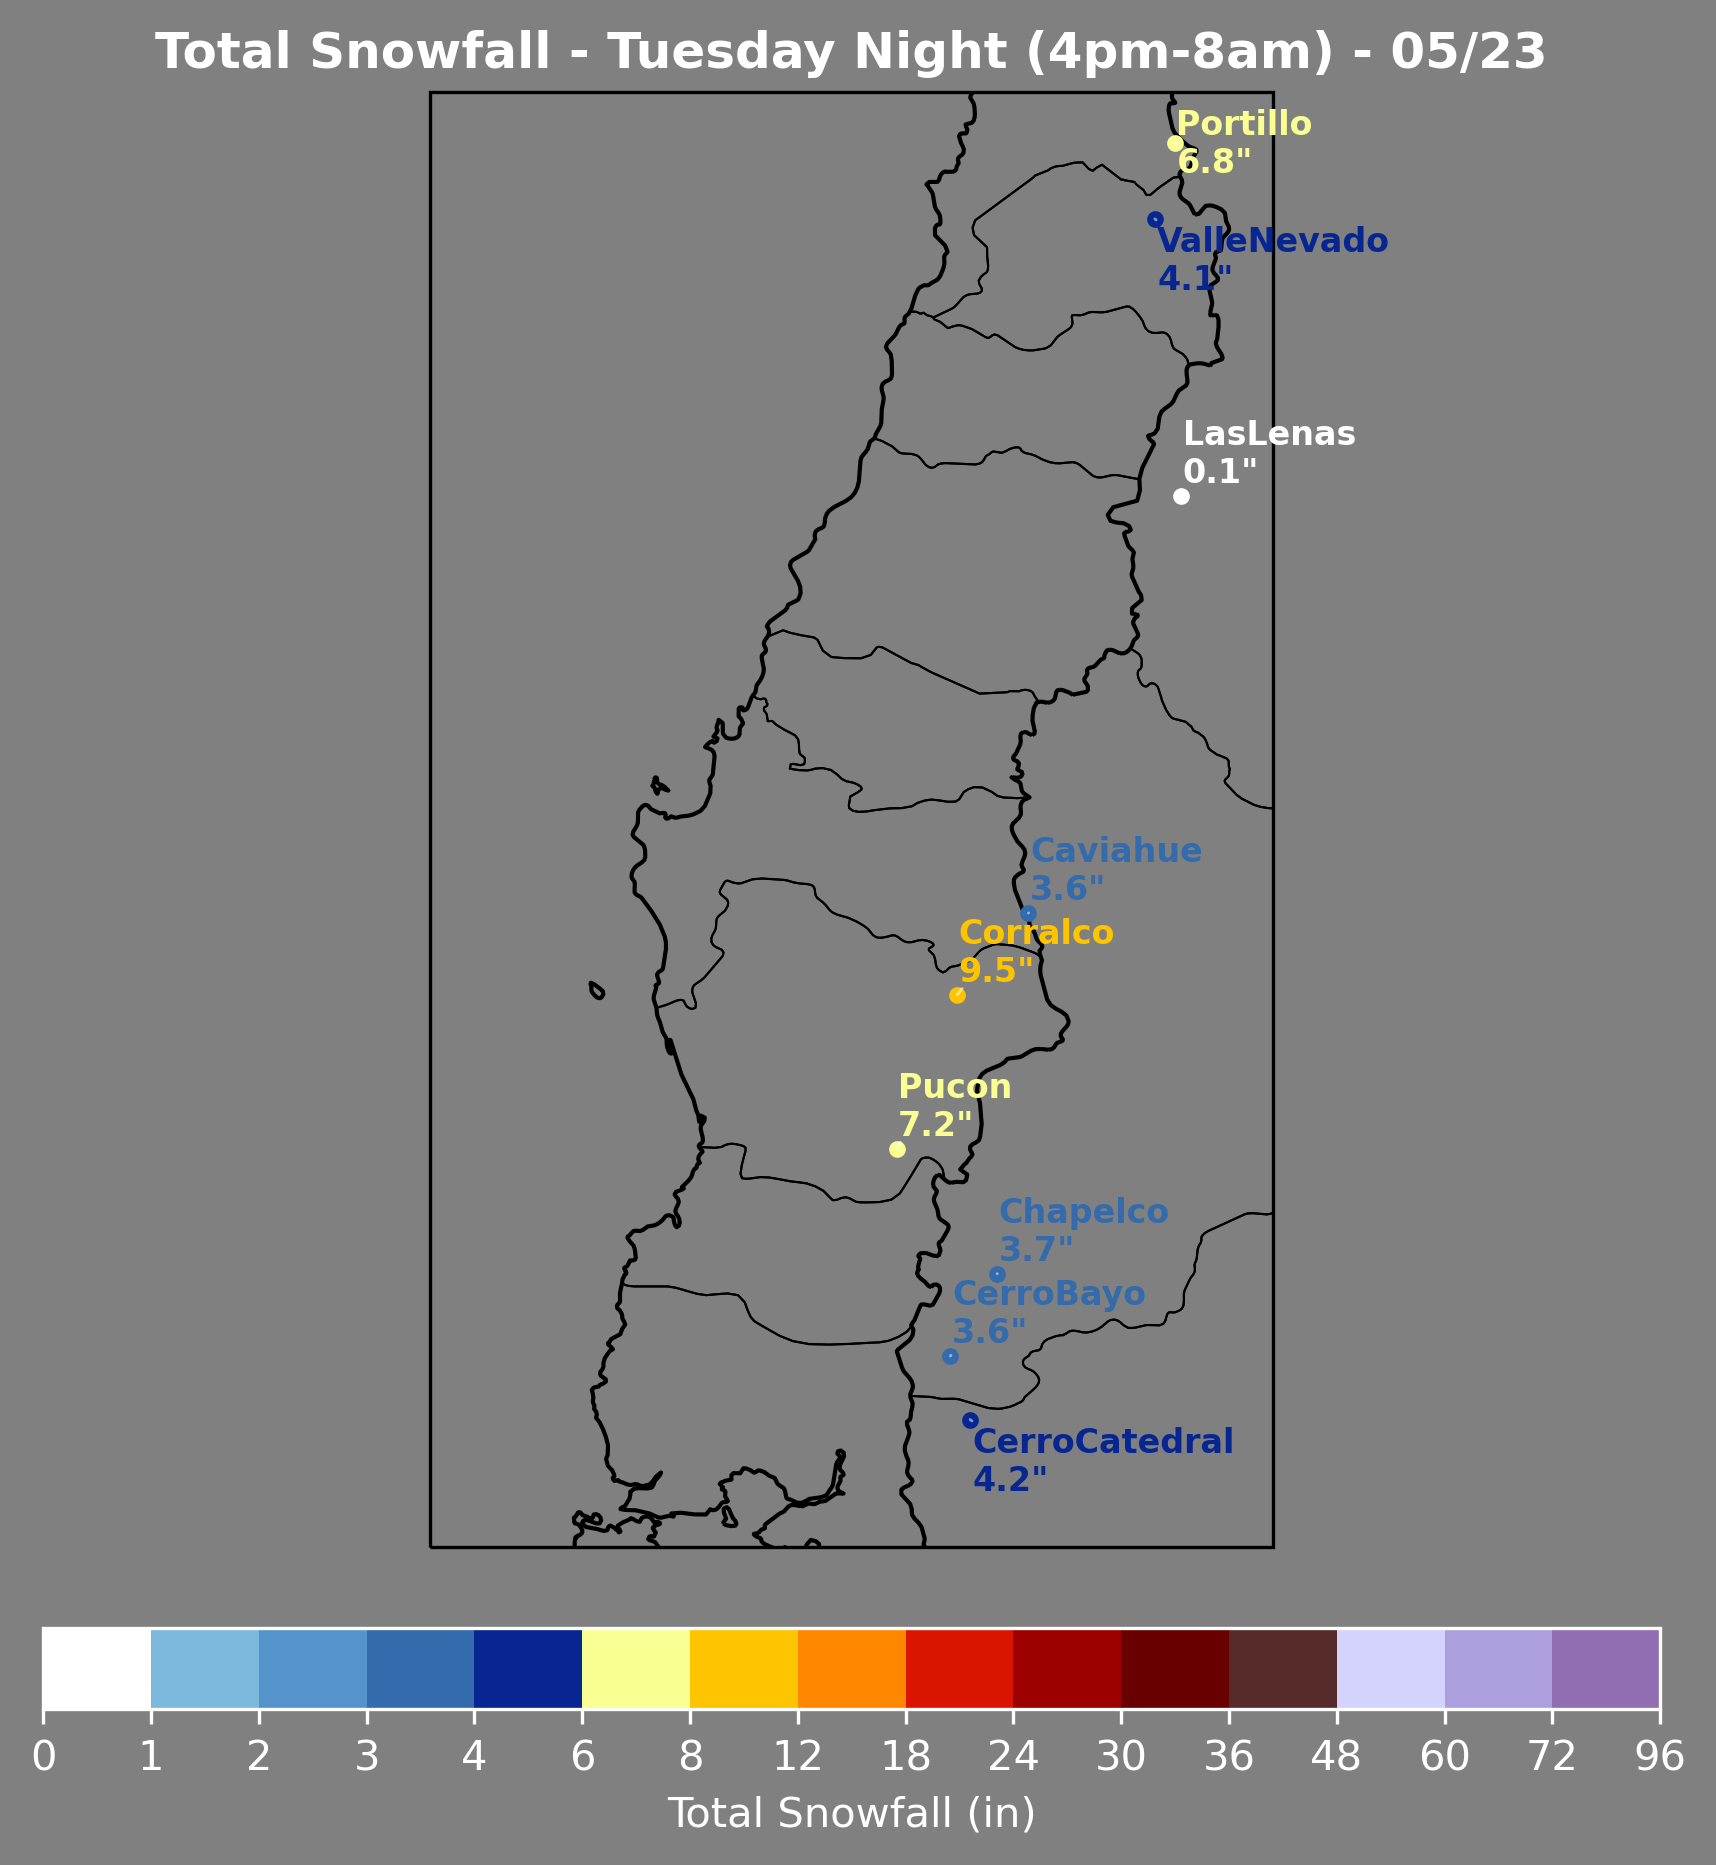 Total Snowfall - Tuesday Night (4pm-8am) - 05/23
Portillo
6.8"
ValleNevado
4.1"
LasLenas
0.1"
Caviahue
3.6"
Corralco
9.5"
Pucon
7.2"
Chapelco
3.7"
CerroBayo
3.6"
CerroCatedral
4.2"
0 1 2 3 4 6 8 12 18 24 30 36 48 60 72 96
Total Snowfall (in)